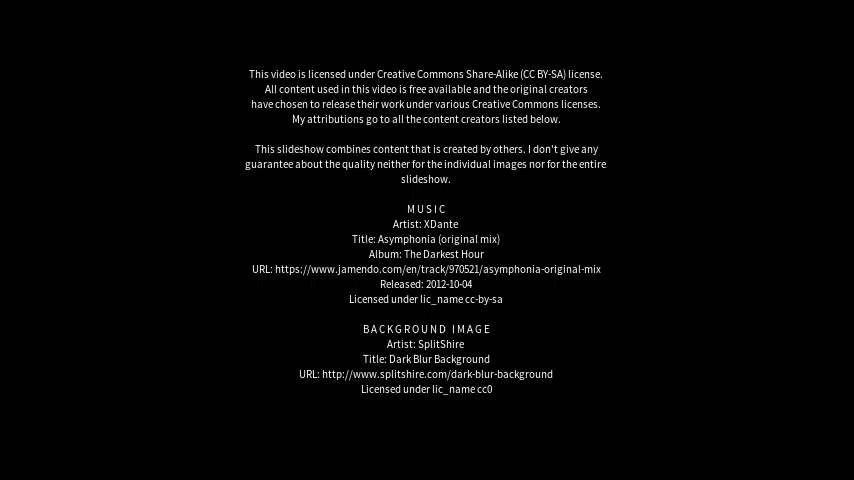 This video is licensed under Creative Commons Share-Alike (CC BY-SA) license.
All content used in this video is free available and the original creators
have chosen to release their work under various Creative Commons licenses.
My attributions go to all the content creators listed below.
This slideshow combines content that is created by others. I don't give any
guarantee about the quality neither for the individual images nor for the entire
slideshow.
MUSIC
Artist: XDante
Title: Asymphonia (original mix)
Album: The Darkest Hour
URL: https://www.jamendo.com/en/track/970521/asymphonia-original-mix
Released: 2012-10-04
Licensed under lic_name cc-by-sa
BACKGROUND IMAGE
Artist: SplitShire
Title: Dark Blur Background
URL: http://www.splitshire.com/dark-blur-background
Licensed under lic_name cc0